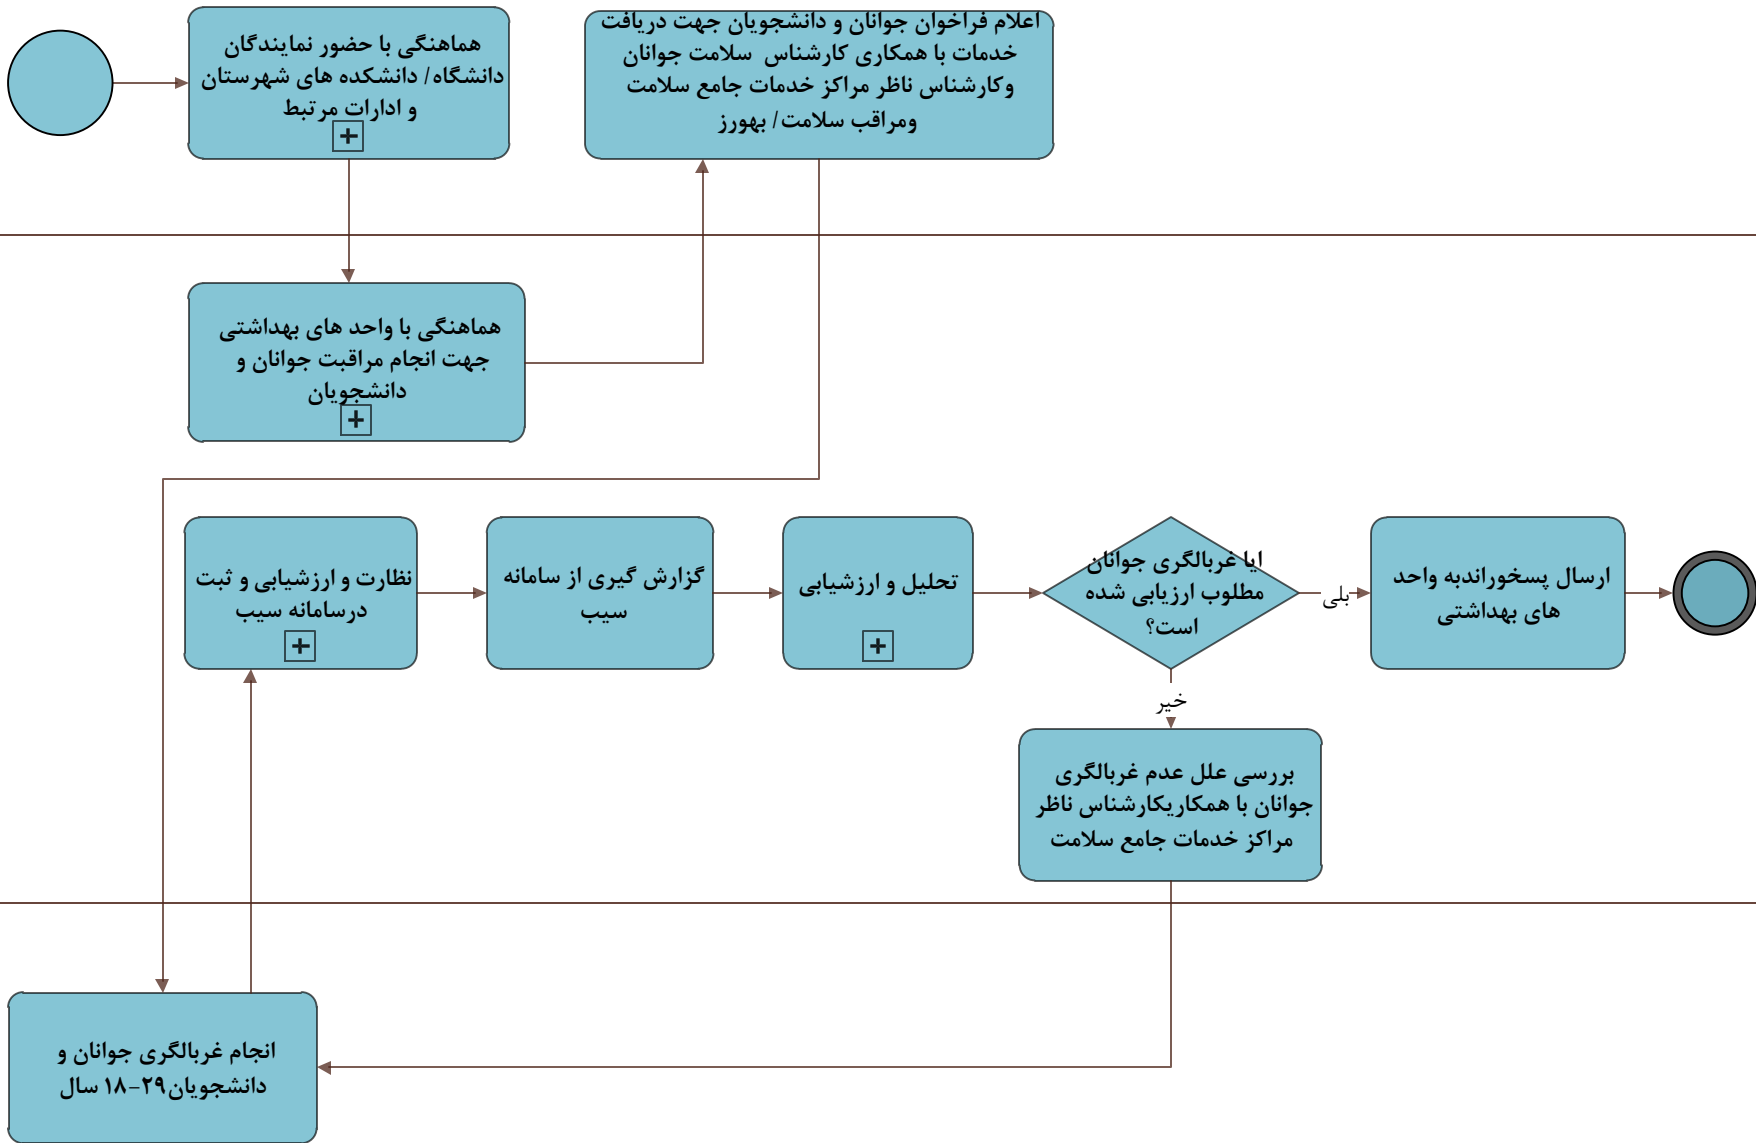 هماهنگی با حضور نمایندگان
دانشگاه/ دانشکده های شهرستان
و ادارات مرتبط
اعلام فراخوان جوانان و دانشجویان جهت دریافت
خدمات با همکاری کارشناس سلامت جوانان
وکارشناس ناظر مراکز خدمات جامع سلامت
ومراقب سلامت/ بهورز
هماهنگی با واحد های بهداشتی
جهت انجام مراقبت جوانان و
دانشجویان
نظارت و ارزشیابی و ثبت
درسامانه سیب
گزارش گیری از سامانه
سیب
تحلیل و ارزشیابی
ایا غربالگری جوانان
مطلوب ارزیابی شده
است؟
بلی
ارسال پسخوراندبه واحد
های بهداشتی
خیر
بررسی علل عدم غربالگری
جوانان با همکاریکارشناس ناظر
مراکز خدمات جامع سلامت
انجام غربالگری جوانان و
دانشجویان۲۹-۱۸ سال